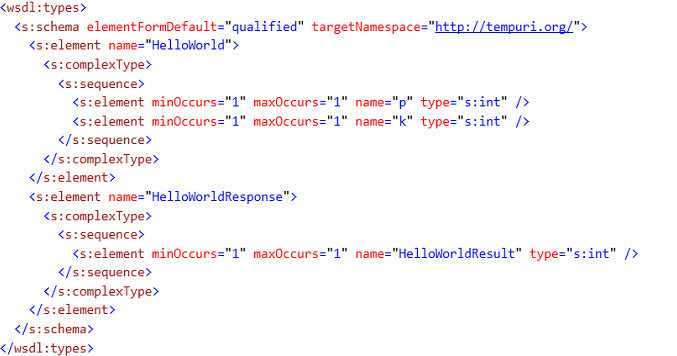 <wsdl:types>
<s:schema elementFormDefault="qualified" targetNamespace="http://tempuri.org/">
<s:element name="HelloWorld">
<s:complexType>
<s:sequence>
<s:element minOccurs="1" maxOccurs="1" name="p" type="s:int" />
<s:element minOccurs="1" maxOccurs="1" name="k" type="s:int" />
</s:sequence>
</s:complexType>
</s:element>
<s:element name="HelloWorldResponse">
<s:complexType>
<s:sequence>
<s:element minOccurs="1" maxOccurs="1" name="HelloWorldResult" type="s:int" />
</s:sequence>
</s:complexType>
</s:element>
</s:schema>
</wsdl:types>